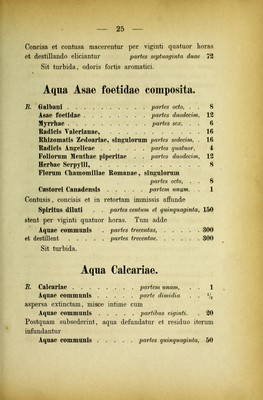 — 25 —
Concisa et contusa macerentur per viginti quatuor horas
et destillando eliciantur partes septuaginta duae 72
Sit turbida, odoris fortis aromatici.
Aqua Asae foetidae composita.
R. Galbani . . . . . . . . . partes octo, . . 8
Asae foetidae . . . . . . . partes duodecim, 12
Myrrhae . . . . . . . . . partes sex, . . 6
Radicis Valerianae, . . . . . . . . . . 16
Rhizomatis Zedoariae, singulorum partes sedecim, . 16
Radicis Angelicae . . . . . partes quatuor, . 4
Foliorum Menthae piperitae . . partes duodecim, 12
Herbae Serpylli, . . . . . . . . . . . 8
Florum Chamomillae Romanae, singulorum
partes octo, . . 8
Castorei Canadensis . . . . . partem unam. . 1
Contusis, concisis et in retortam immissis affunde
Spiritus diluti . . partes centum et quinquaginta, 150
stent per viginti quatuor horas. Tum adde
Aquae communis . . partes trecentas, . . . . . 300
et destillent . . . . . . partes trecentae. . . . . . 300
Sit turbida.
Aqua Calcariae.
R. Calcariae . . . . . . . . . partem unam, . . 1
Aquae communis . . . . . . parte dimidia . . ½
aspersa extinctam, misce intime cum
Aquae communis . . . . . . partibus viginti. . 20
Postquam subsederint, aqua defundatur et residuo iterum
infundantur
Aquae communis . . . . . . partes quinquaginta, 50